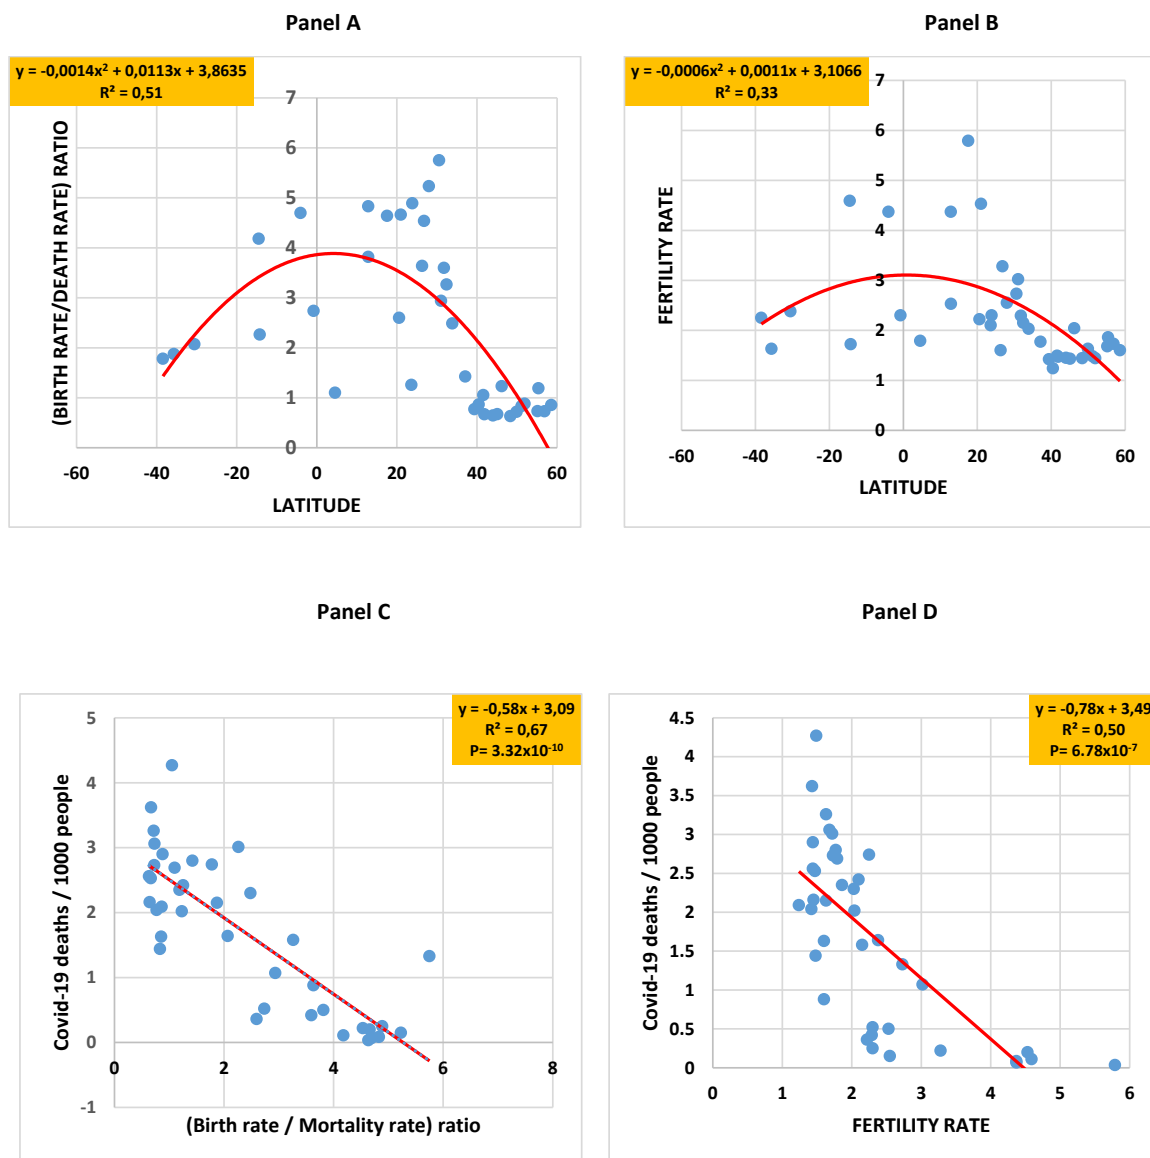 Panel A
y = -0,0014x² + 0,0113x + 3,8635
R² = 0,51
(BIRTH RATE/DEATH RATE) RATIO
7
6
5
4
3
2
1
0
-60 -40 -20 0 20 40 60
LATITUDE
Panel B
y = -0,0006x² + 0,0011x + 3,1066
R² = 0,33
FERTILITY RATE
7
6
5
4
3
2
1
0
-60 -40 -20 0 20 40 60
LATITUDE
Panel C
y = -0,58x + 3,09
R² = 0,67
P= 3.32x10⁻¹⁰
Covid-19 deaths / 1000 people
5
4
3
2
1
0
-1
0 2 4 6 8
(Birth rate / Mortality rate) ratio
Panel D
y = -0,78x + 3,49
R² = 0,50
P= 6.78x10⁻⁷
Covid-19 deaths / 1000 people
4.5
4
3.5
3
2.5
2
1.5
1
0.5
0
0 1 2 3 4 5 6
FERTILITY RATE